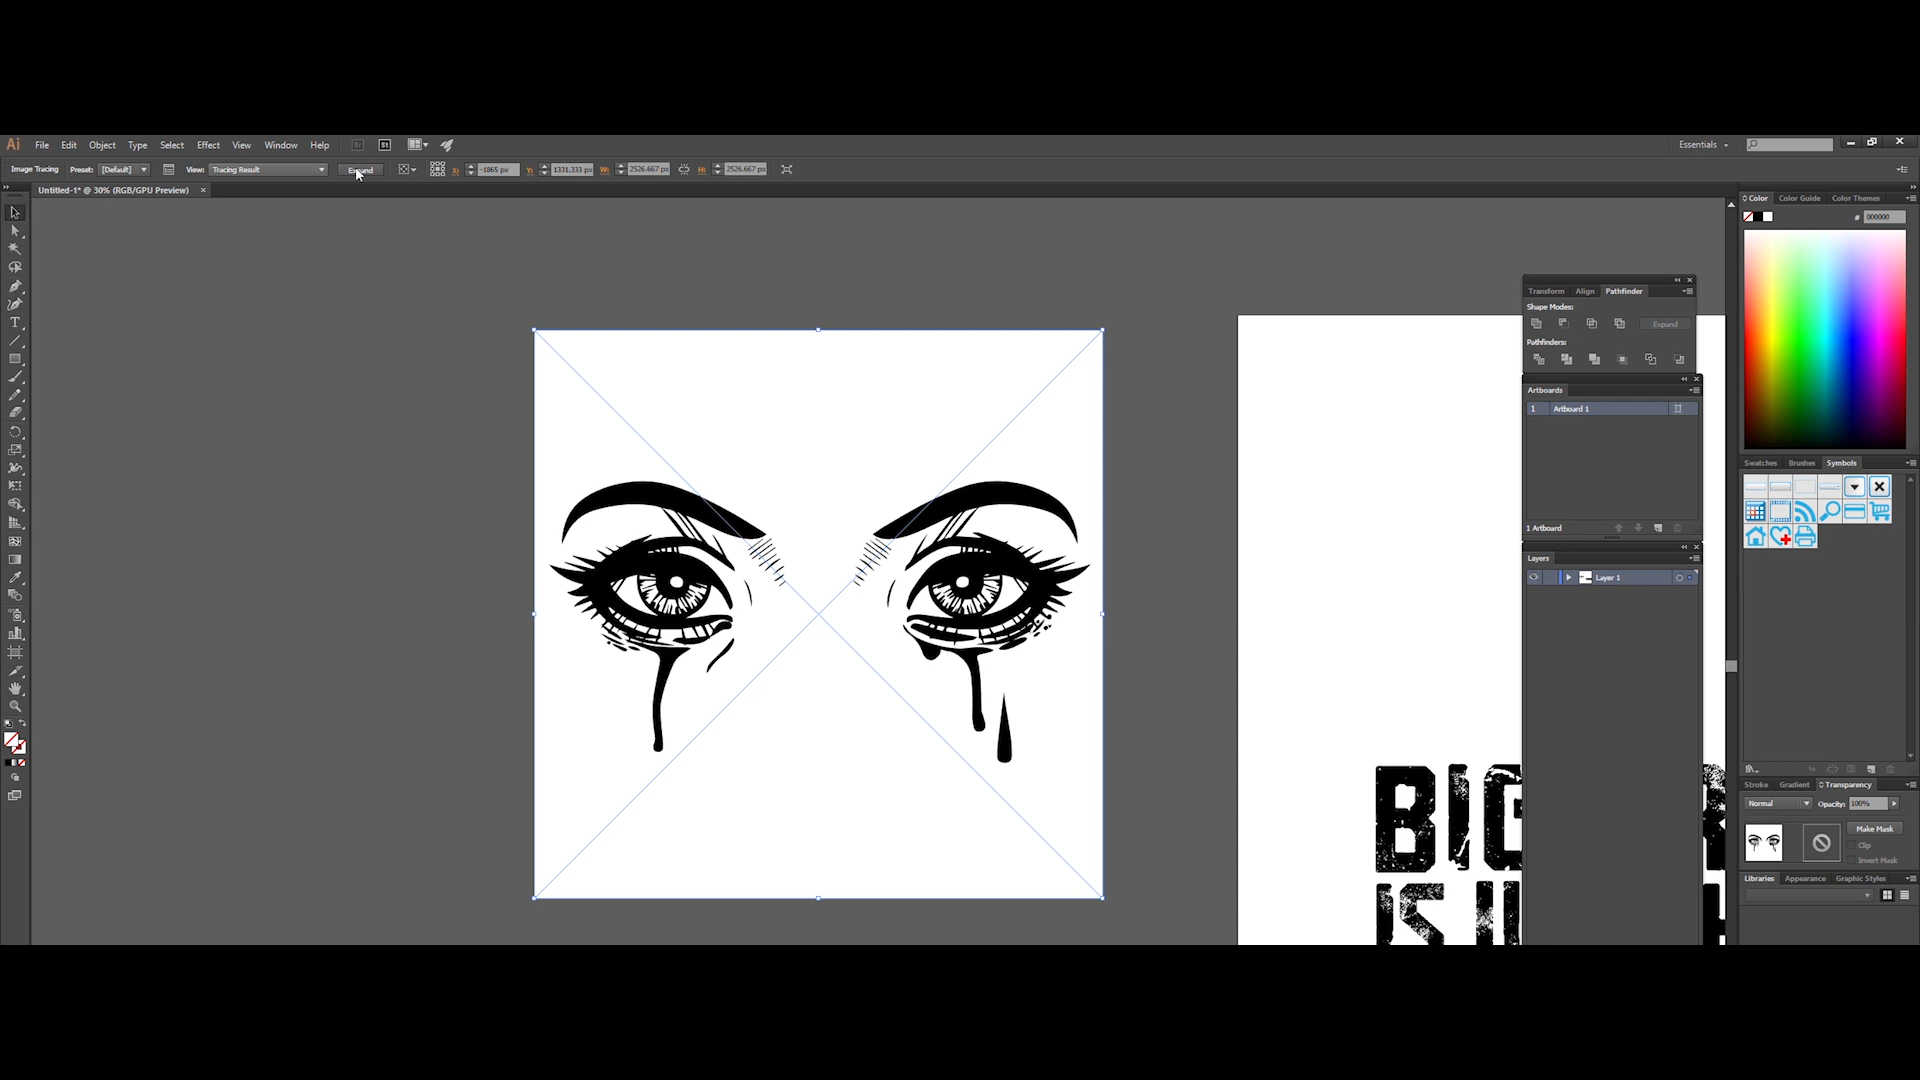 Ai File Edit Object Type Select Effect View Window Help Br St Essentials
Image Tracing Preset: [Default] View: Tracing Result Expand X: -1865 px Y: 1331.333 px W: 2526.667 px H: 2526.667 px
Untitled-1* @ 30% (RGB/GPU Preview)
Color Color Guide Color Themes
# 000000
Transform Align Pathfinder
Shape Modes:
Expand
Pathfinders:
Artboards
1 Artboard 1
Swatches Brushes Symbols
1 Artboard
Layers
Layer 1
BIG
IS
Stroke Gradient Transparency
Normal Opacity: 100%
Make Mask
Clip
Invert Mask
Libraries Appearance Graphic Styles